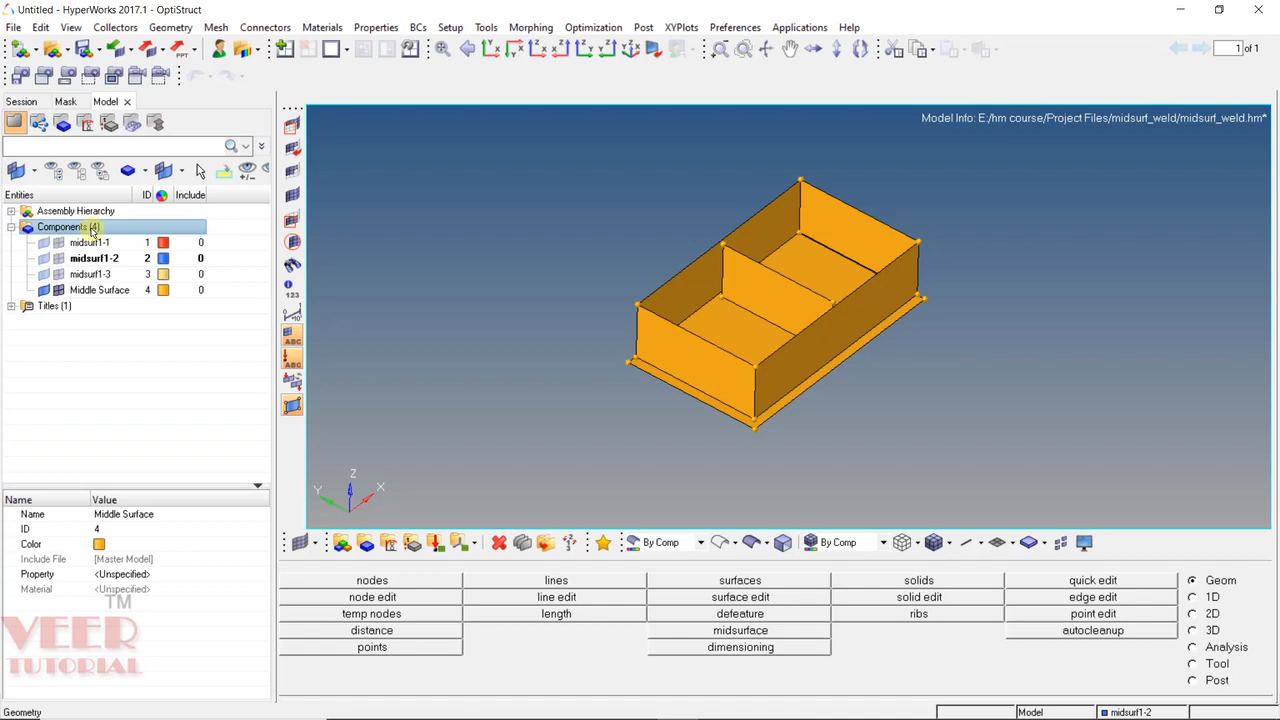 Untitled - HyperWorks 2017.1 - OptiStruct
File Edit View Collectors Geometry Mesh Connectors Materials Properties BCs Setup Tools Morphing Optimization Post XYPlots Preferences Applications Help
1 of 1
Session Mask Model
Model Info: E:/hm course/Project Files/midsurf_weld/midsurf_weld.hm*
Entities ID Include
Assembly Hierarchy
Components (4)
midsurf1-1 1 0
midsurf1-2 2 0
midsurf1-3 3 0
Middle Surface 4 0
Titles (1)
123
ABC
ABC
Z
Y X
Name Value
Name Middle Surface
ID 4
Color
Include File [Master Model]
Property <Unspecified>
Material <Unspecified>
TM
VEER
TUTORIAL
By Comp By Comp
nodes lines surfaces solids quick edit Geom
node edit line edit surface edit solid edit edge edit 1D
temp nodes length defeature ribs point edit 2D
distance midsurface autocleanup 3D
points dimensioning Analysis
Tool
Post
Geometry Model midsurf1-2